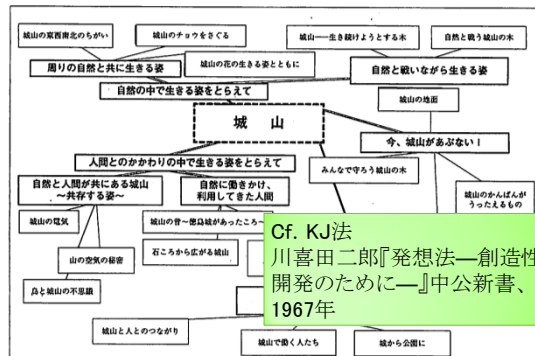 城山の東西南北のちがい
城山のチョウをさぐる
城山――生き続けようとする木
自然と戦う城山の木
周りの自然と共に生きる姿
城山の花の生きる姿とともに
自然と戦いながら生きる姿
自然の中で生きる姿をとらえて
城山の地面
城 山
今、城山があぶない！
人間とのかかわりの中で生きる姿をとらえて
みんなで守ろう城山の木
自然と人間が共にある城山
～共存する姿～
自然に働きかけ、
利用してきた人間
城山のかんばんが
うったえるもの
城山の電気
城山の昔～徳島城があったころ～
山の空気の秘密
石ころから広がる城山
鳥と城山の不思議
Cf. KJ法
川喜田二郎『発想法―創造性
開発のために―』中公新書、
1967年
城山と人とのつながり
城山で働く人たち
城から公園に